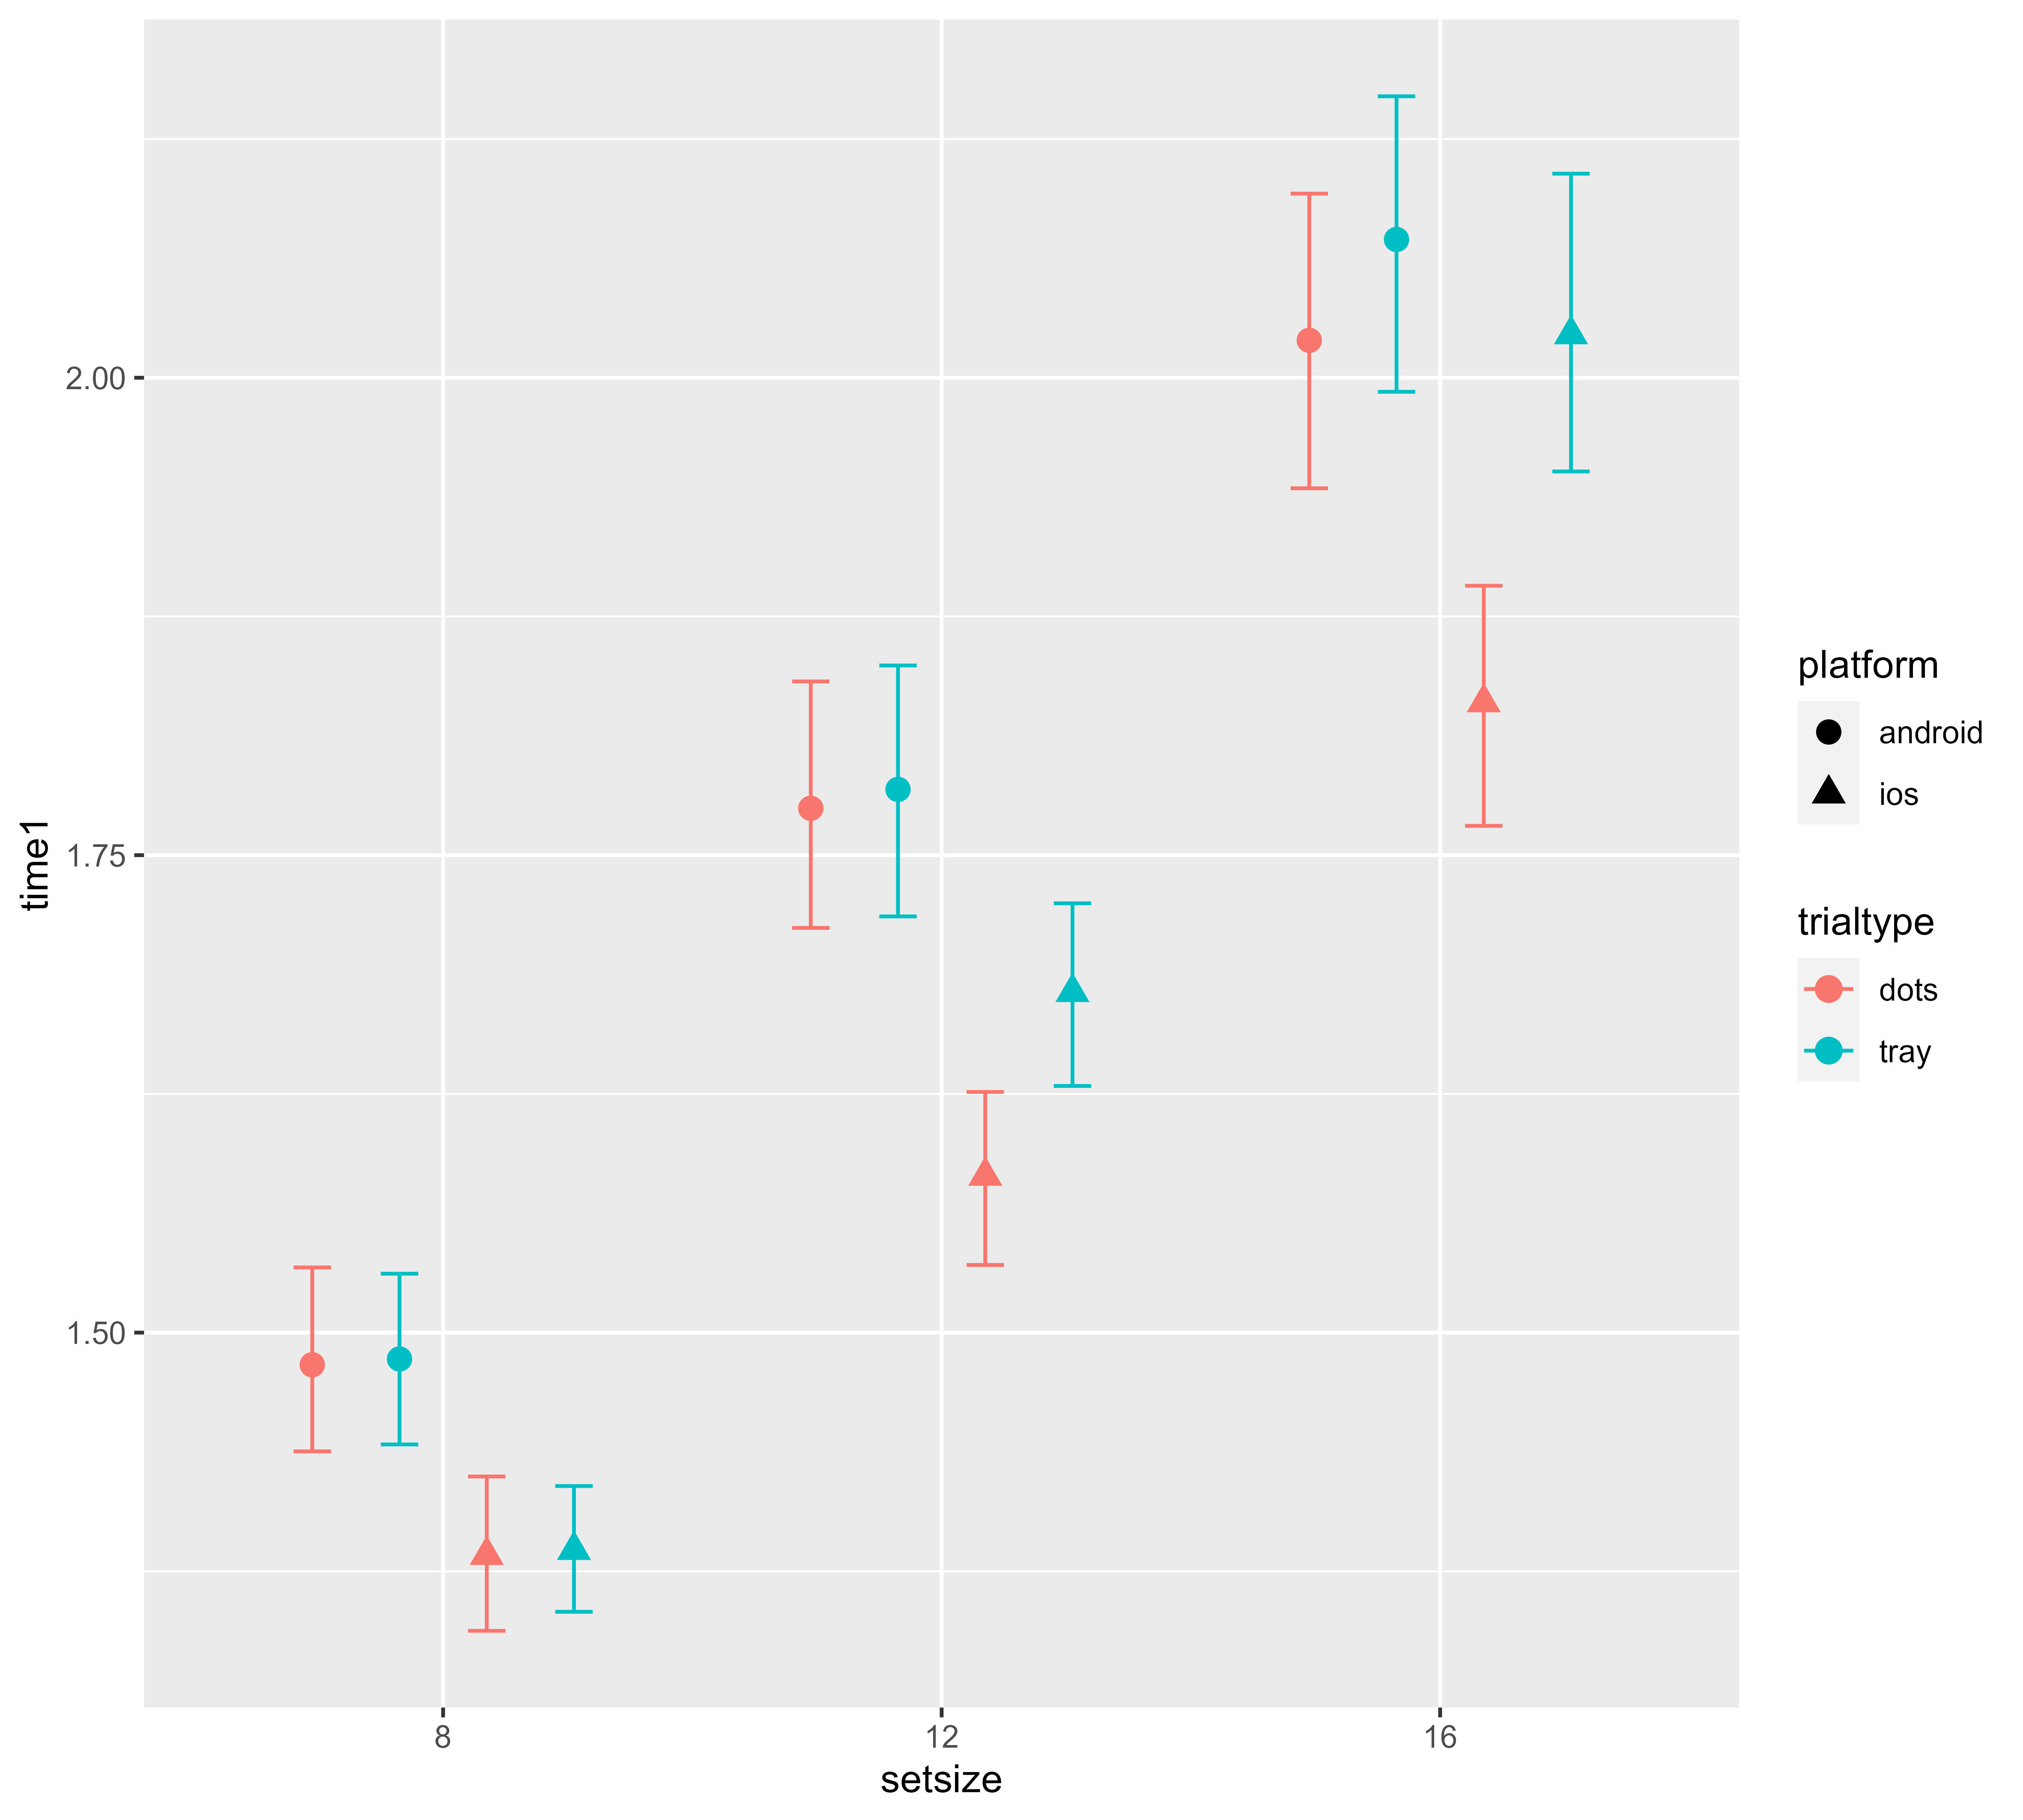 time1
2.00
1.75
1.50
8 12 16
setsize
platform
android
ios
trialtype
dots
tray